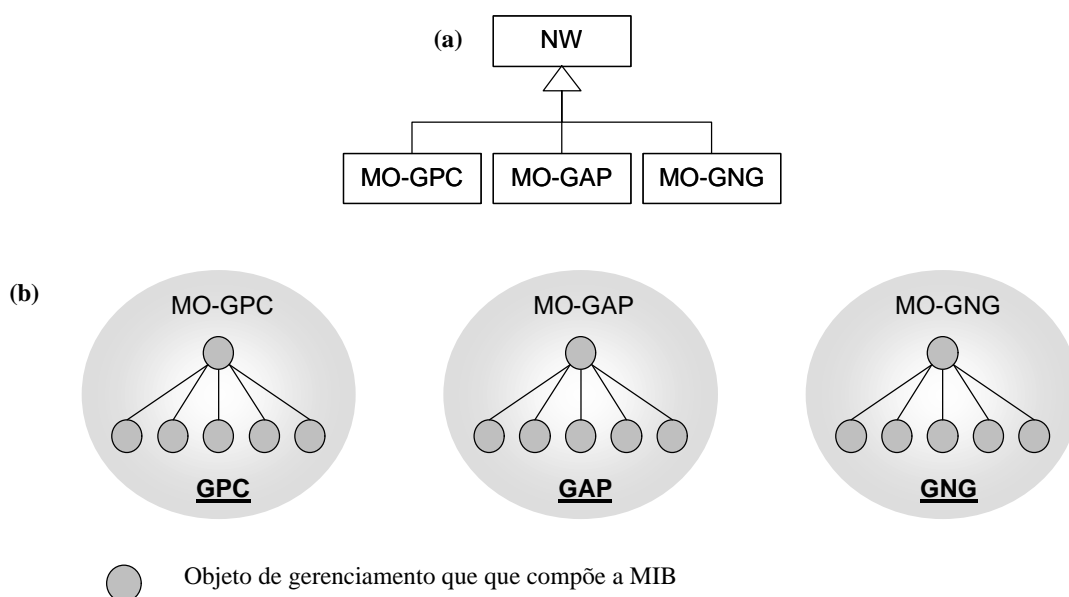 (a)
NW
MO-GPC MO-GAP MO-GNG
(b)
MO-GPC MO-GAP MO-GNG
GPC GAP GNG
Objeto de gerenciamento que que compõe a MIB